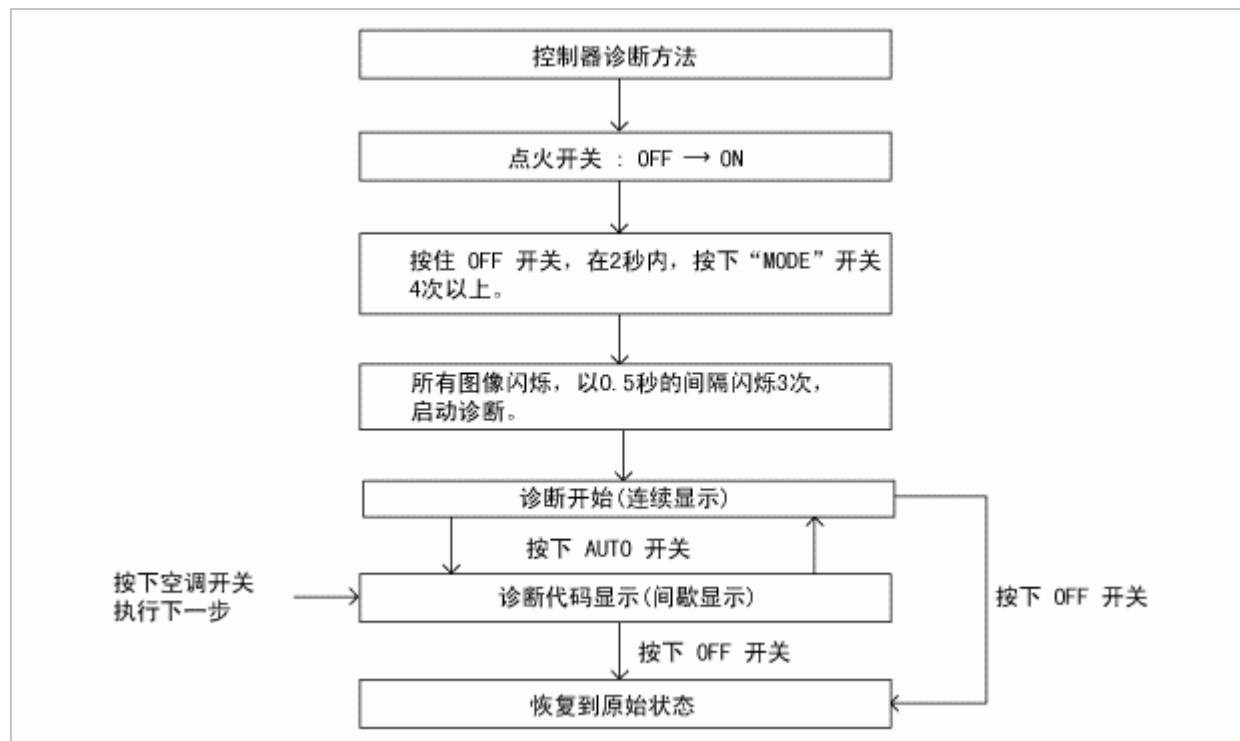 控制器诊断方法
点火开关 : OFF → ON
按住 OFF 开关, 在2秒内, 按下“MODE”开关
4次以上。
所有图像闪烁, 以0.5秒的间隔闪烁3次,
启动诊断。
诊断开始(连续显示)
按下 AUTO 开关
按下空调开关
执行下一步
诊断代码显示(间歇显示)
按下 OFF 开关
按下 OFF 开关
恢复到原始状态